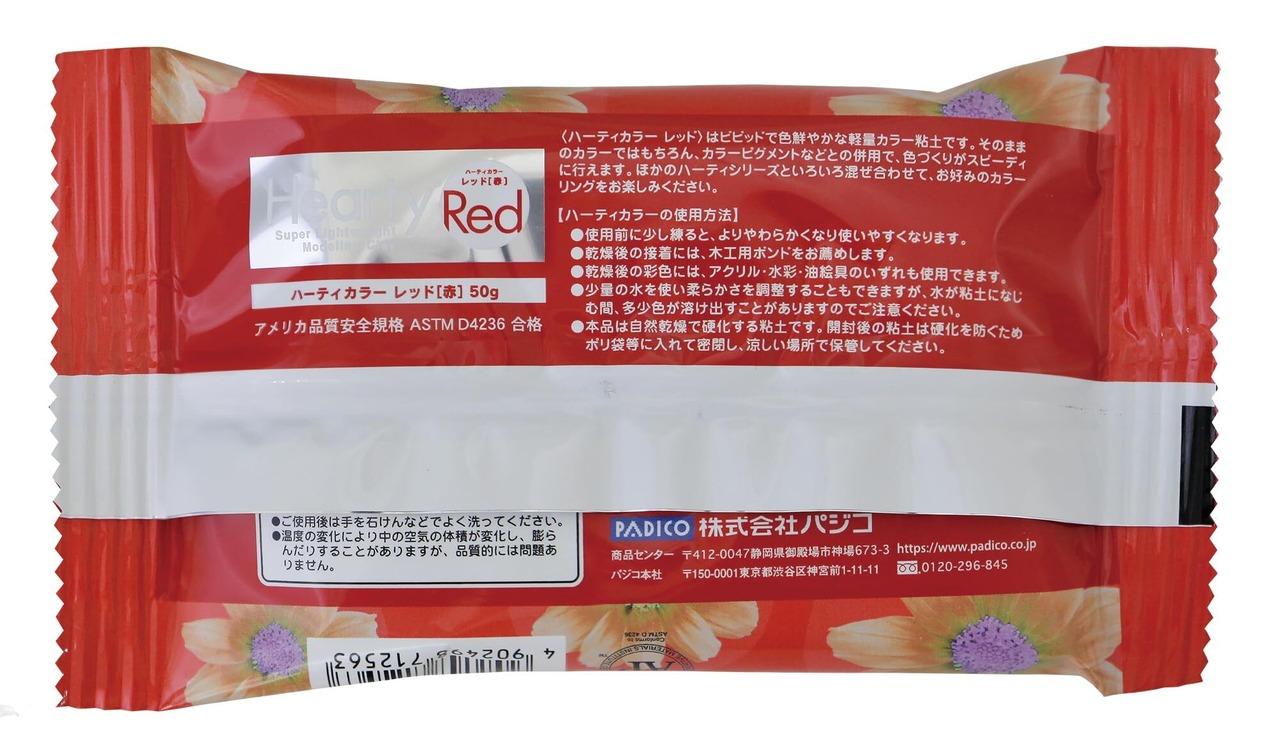 Hearty
Super Lightweight
Modelling Clay
ハーティカラー
レッド[赤]
Red
ハーティカラー レッド[赤] 50g
アメリカ品質安全規格 ASTM D4236 合格
〈ハーティカラー レッド〉はビビッドで色鮮やかな軽量カラー粘土です。そのまま
のカラーではもちろん、カラーピグメントなどとの併用で、色づくりがスピーディ
に行えます。ほかのハーティシリーズといろいろ混ぜ合わせて、お好みのカラー
リングをお楽しみください。
【ハーティカラーの使用方法】
●使用前に少し練ると、よりやわらかくなり使いやすくなります。
●乾燥後の接着には、木工用ボンドをお薦めします。
●乾燥後の彩色には、アクリル・水彩・油絵具のいずれも使用できます。
●少量の水を使い柔らかさを調整することもできますが、水が粘土になじ
む間、多少色が溶け出すことがありますのでご注意ください。
●本品は自然乾燥で硬化する粘土です。開封後の粘土は硬化を防ぐため
ポリ袋等に入れて密閉し、涼しい場所で保管してください。
●ご使用後は手を石けんなどでよく洗ってください。
●温度の変化により中の空気の体積が変化し、膨ら
んだりすることがありますが、品質的には問題あ
りません。
PADICO 株式会社パジコ
商品センター 〒412-0047静岡県御殿場市神場673-3 https://www.padico.co.jp
パジコ本社 〒150-0001東京都渋谷区神宮前1-11-11 0120-296-845
4 902498 712563
Conforms to
ASTM D 4236